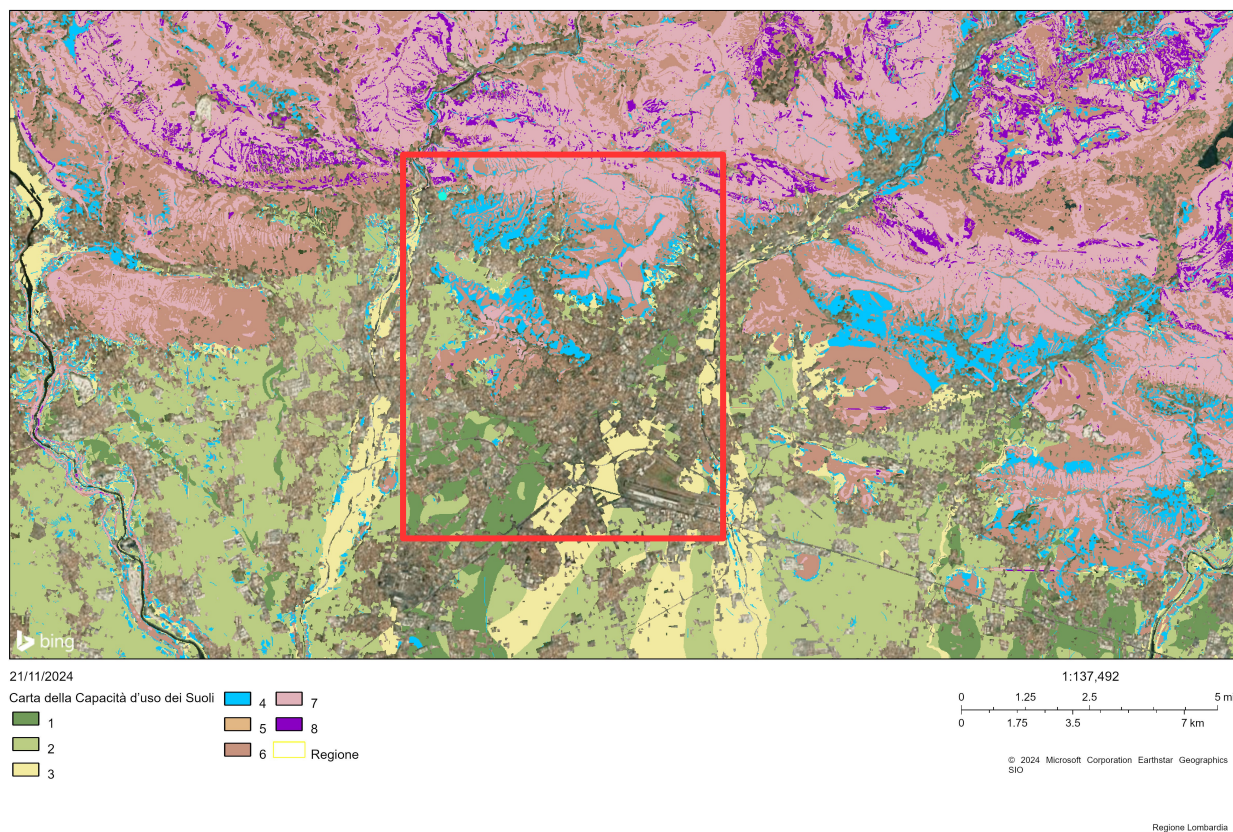 bing
21/11/2024
1:137,492
Carta della Capacità d'uso dei Suoli
1
2
3
4
5
6
7
8
Regione
0 1.25 2.5 5 mi
0 1.75 3.5 7 km
© 2024 Microsoft Corporation Earthstar Geographics
SIO
Regione Lombardia